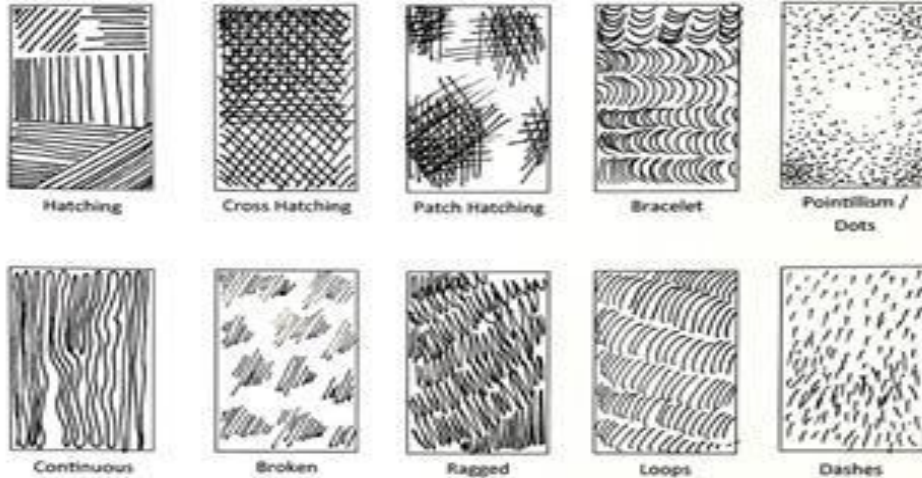 Hatching
Cross Hatching
Patch Hatching
Bracelet
Pointillism /
Dots
Continuous
Broken
Ragged
Loops
Dashes